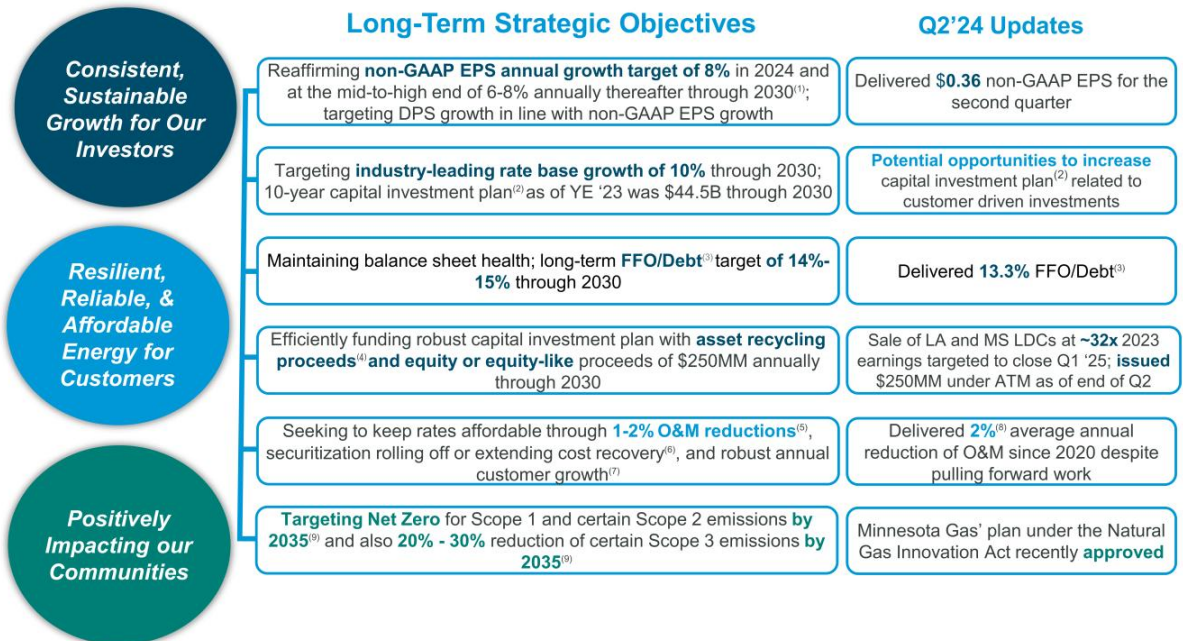 Long-Term Strategic Objectives
Q2’24 Updates
Consistent,
Sustainable
Growth for Our
Investors
Reaffirming non-GAAP EPS annual growth target of 8% in 2024 and
at the mid-to-high end of 6-8% annually thereafter through 2030(1);
targeting DPS growth in line with non-GAAP EPS growth
Delivered $0.36 non-GAAP EPS for the
second quarter
Targeting industry-leading rate base growth of 10% through 2030;
10-year capital investment plan(2) as of YE ‘23 was $44.5B through 2030
Potential opportunities to increase
capital investment plan(2) related to
customer driven investments
Resilient,
Reliable, &
Affordable
Energy for
Customers
Maintaining balance sheet health; long-term FFO/Debt(3) target of 14%-
15% through 2030
Delivered 13.3% FFO/Debt(3)
Efficiently funding robust capital investment plan with asset recycling
proceeds(4) and equity or equity-like proceeds of $250MM annually
through 2030
Sale of LA and MS LDCs at ~32x 2023
earnings targeted to close Q1 ‘25; issued
$250MM under ATM as of end of Q2
Seeking to keep rates affordable through 1-2% O&M reductions(5),
securitization rolling off or extending cost recovery(6), and robust annual
customer growth(7)
Delivered 2%(8) average annual
reduction of O&M since 2020 despite
pulling forward work
Positively
Impacting our
Communities
Targeting Net Zero for Scope 1 and certain Scope 2 emissions by
2035(9) and also 20% - 30% reduction of certain Scope 3 emissions by
2035(9)
Minnesota Gas’ plan under the Natural
Gas Innovation Act recently approved